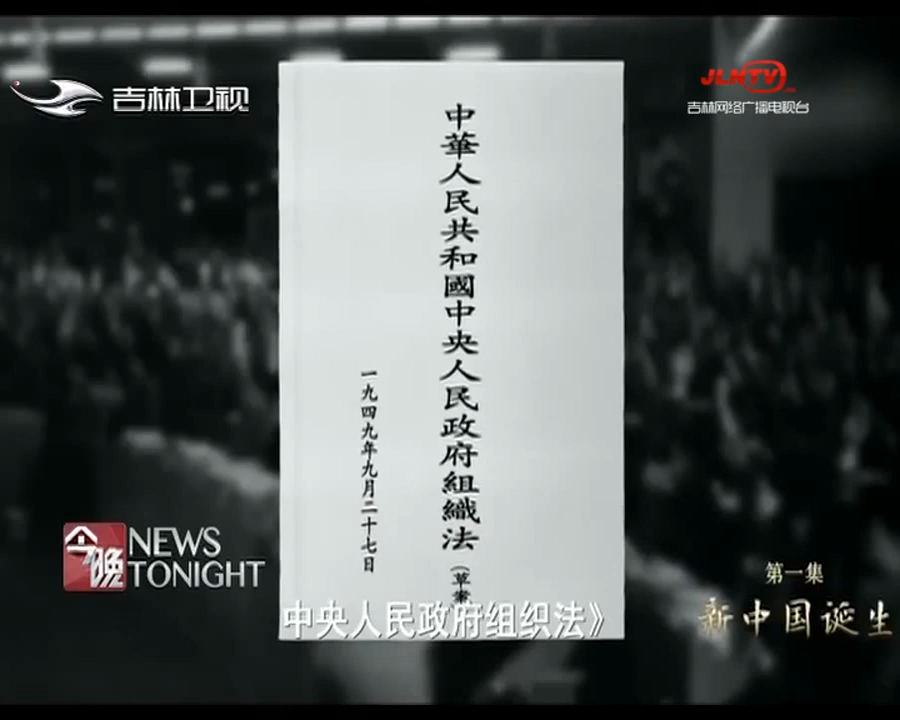 吉林卫视
JLNTV
吉林网络广播电视台
中華人民共和國中央人民政府組織法
(草案
一九四九年九月二十七日
今晚
NEWS
TONIGHT
第一集
新中国诞生
中央人民政府组织法》